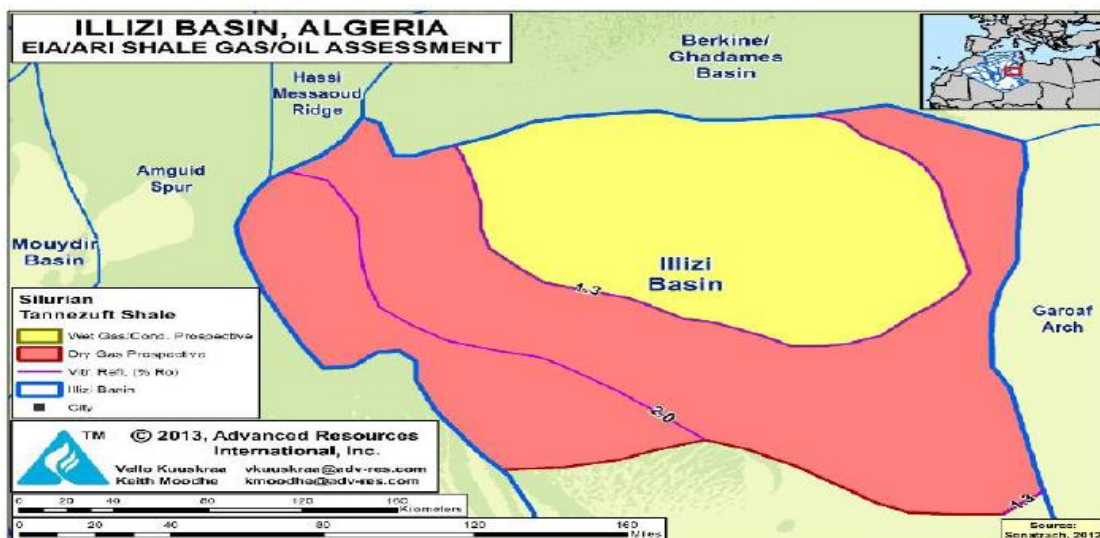 ILLIZI BASIN, ALGERIA
EIA/ARI SHALE GAS/OIL ASSESSMENT
Berkine/
Ghadames
Basin
Hassi
Messaoud
Ridge
Amguid
Spur
Mouydir
Basin
Illizi
Basin
1.3
2.0
1.3
Garoaf
Arch
Silurian
Tannezuft Shale
Wet Gas/Cond. Prospective
Dry Gas Prospective
Vitr. Refl. (% Ro)
Illizi Basin
City
TM
© 2013, Advanced Resources
International, Inc.
Vello Kuuskraa vkuuskraa@adv-res.com
Keith Moodhe kmoodhe@adv-res.com
0 20 40 80 120 160
Kilometers
0 20 40 80 120 160
Miles
Source:
Sonatrach, 2012